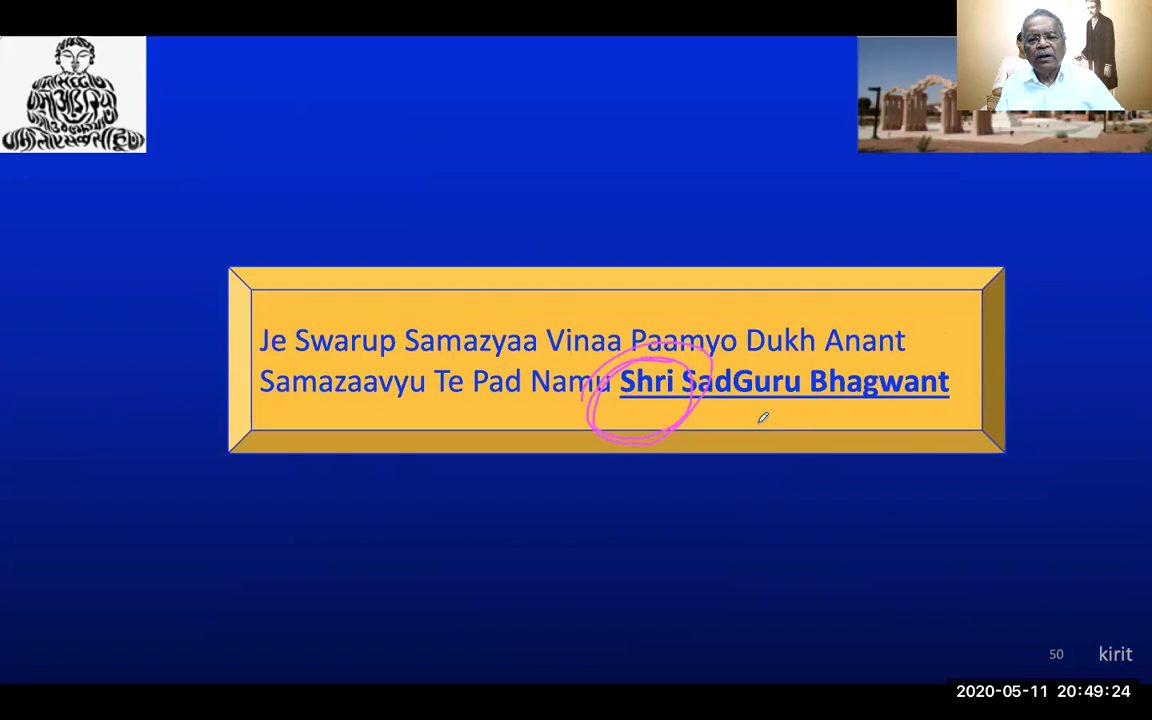 Je Swarup Samazyaa Vinaa Paamyo Dukh Anant
Samazaavyu Te Pad Namu Shri SadGuru Bhagwant
50 kirit
2020-05-11 20:49:24